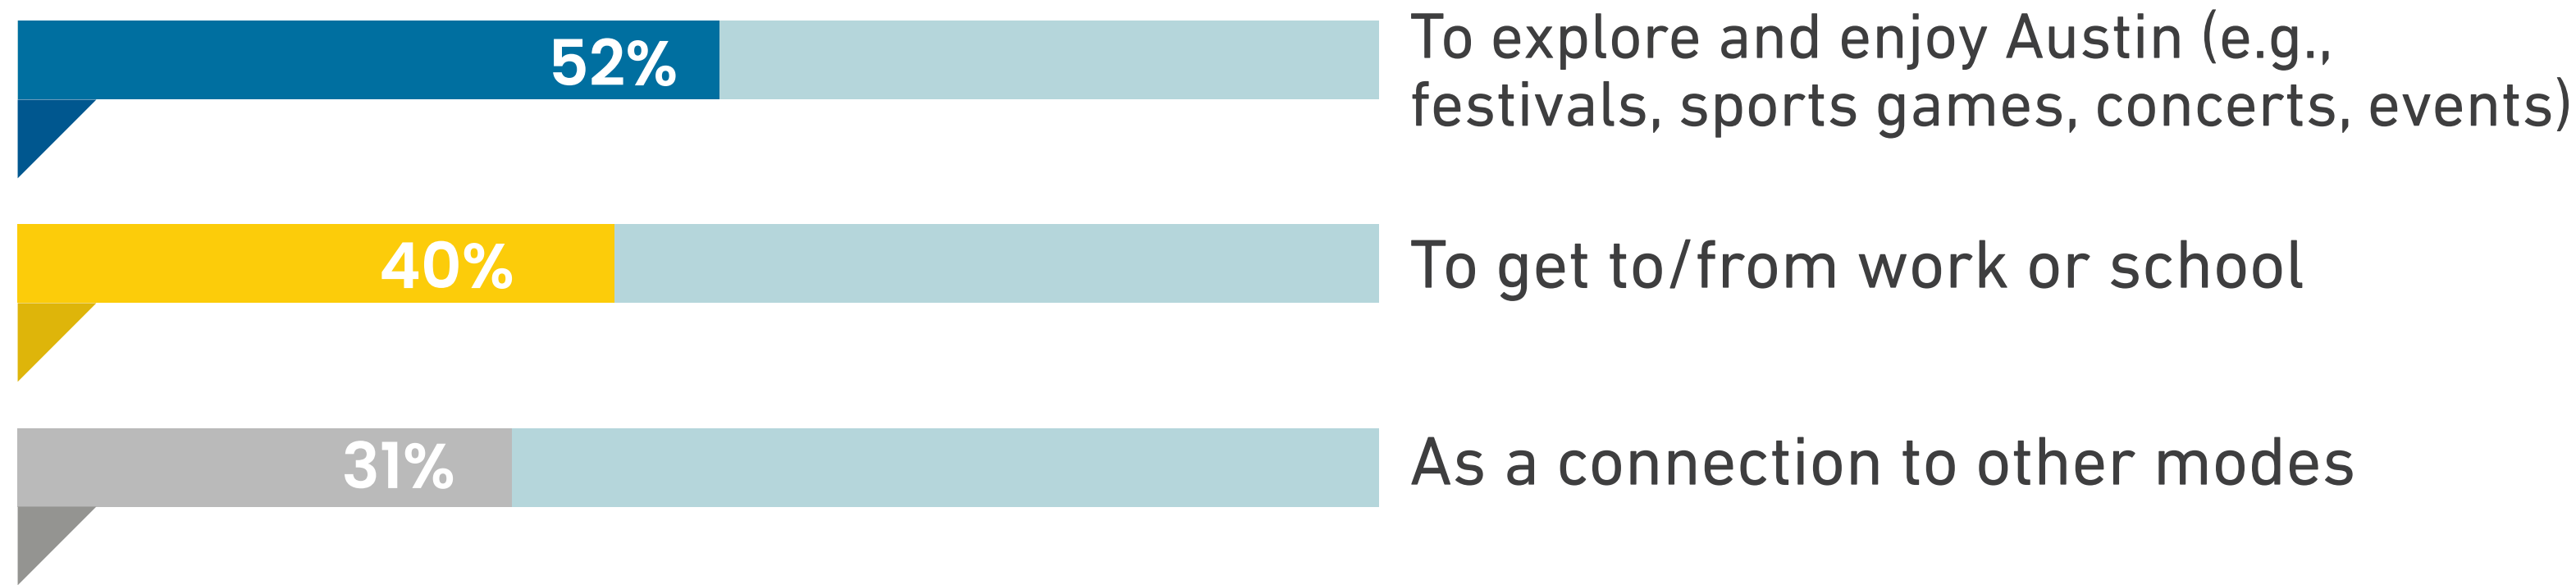 52%
To explore and enjoy Austin (e.g.,
festivals, sports games, concerts, events)
40%
To get to/from work or school
31%
As a connection to other modes